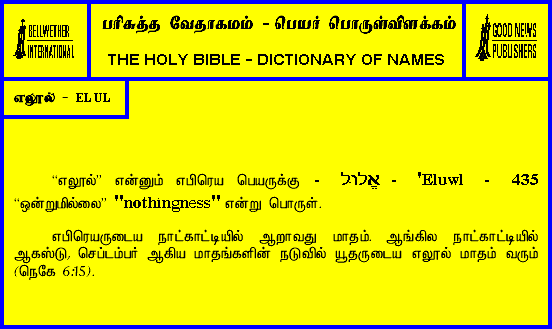 BELLWETHER
INTERNATIONAL
பரிசுத்த வேதாகமம் - பெயர் பொருள்விளக்கம்
THE HOLY BIBLE - DICTIONARY OF NAMES
GOOD NEWS
PUBLISHERS
எலூல் - ELUL
“எலூல்” என்னும் எபிரெய பெயருக்கு - אֱלוּל - 'Eluwl - 435
“ஒன்றுமில்லை” "nothingness" என்று பொருள்.
எபிரெயருடைய நாட்காட்டியில் ஆறாவது மாதம். ஆங்கில நாட்காட்டியில்
ஆகஸ்டு, செப்டம்பர் ஆகிய மாதங்களின் நடுவில் யூதருடைய எலூல் மாதம் வரும்
(நெகே 6:15).